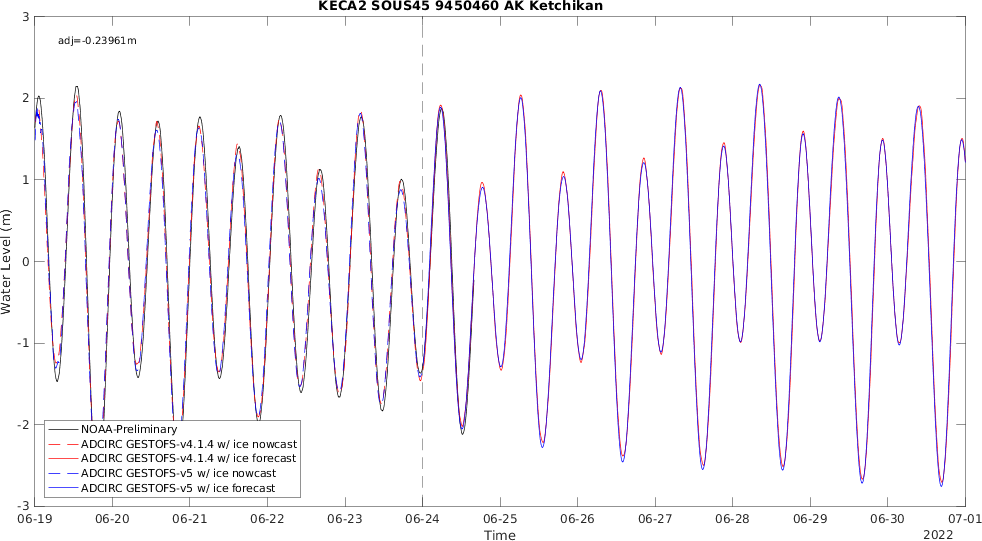 KECA2 SOUS45 9450460 AK Ketchikan
3
adj=-0.23961m
2
1
0
-1
-2
-3
Water Level (m)
NOAA-Preliminary
ADCIRC GESTOFS-v4.1.4 w/ ice nowcast
ADCIRC GESTOFS-v4.1.4 w/ ice forecast
ADCIRC GESTOFS-v5 w/ ice nowcast
ADCIRC GESTOFS-v5 w/ ice forecast
06-19 06-20 06-21 06-22 06-23 06-24 06-25 06-26 06-27 06-28 06-29 06-30 07-01
Time
2022